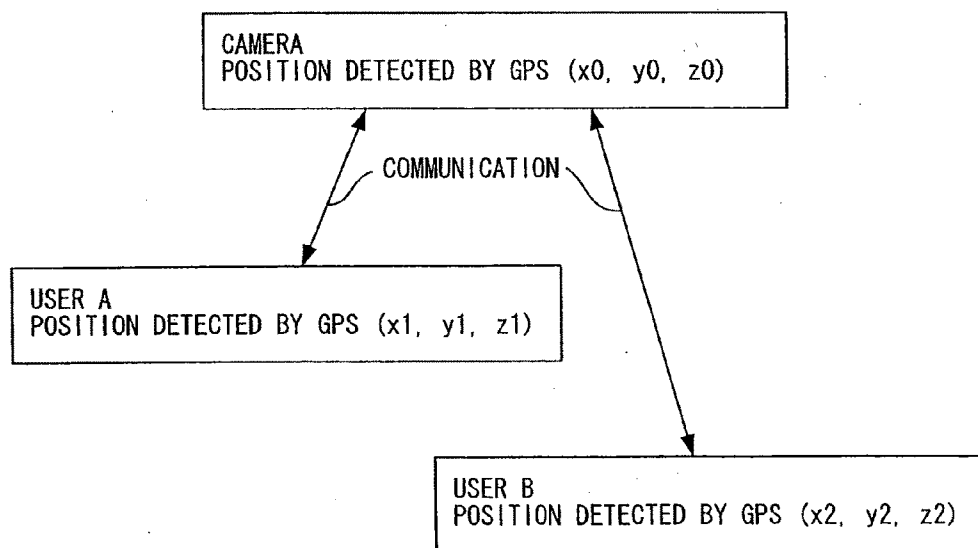 CAMERA
POSITION DETECTED BY GPS (x0, y0, z0)
COMMUNICATION
USER A
POSITION DETECTED BY GPS (x1, y1, z1)
USER B
POSITION DETECTED BY GPS (x2, y2, z2)